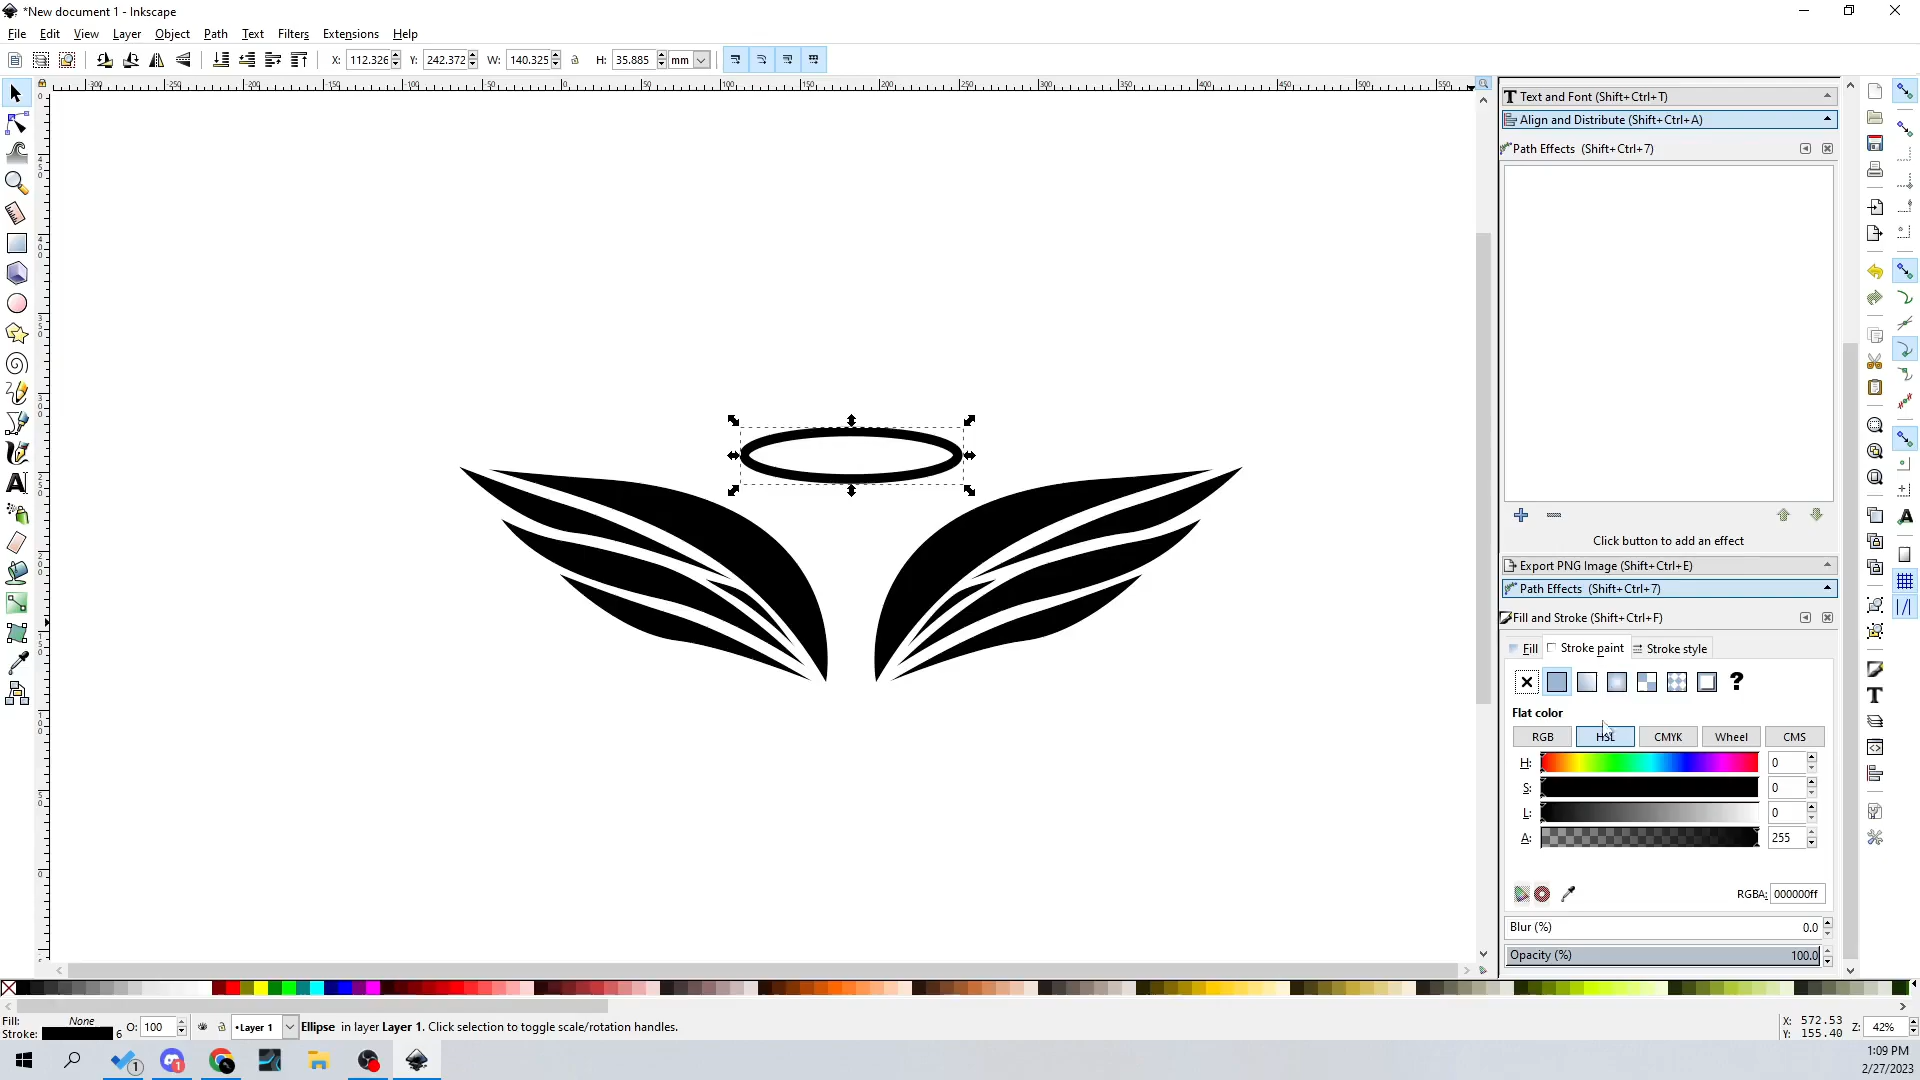 *New document 1 - Inkscape
File Edit View Layer Object Path Text Filters Extensions Help
X: 112.326 Y: 242.372 W: 140.325 H: 35.885 mm
Text and Font (Shift+Ctrl+T)
Align and Distribute (Shift+Ctrl+A)
Path Effects (Shift+Ctrl+7)
Click button to add an effect
Export PNG Image (Shift+Ctrl+E)
Path Effects (Shift+Ctrl+7)
Fill and Stroke (Shift+Ctrl+F)
Fill Stroke paint Stroke style
Flat color
RGB HSL CMYK Wheel CMS
H: 0
S: 0
L: 0
A: 255
RGBA: 000000ff
Blur (%) 0.0
Opacity (%) 100.0
Fill: None
Stroke: 6 O: 100 •Layer 1 Ellipse in layer Layer 1. Click selection to toggle scale/rotation handles.
X: 572.53
Y: 155.40 Z: 42%
1:09 PM
2/27/2023